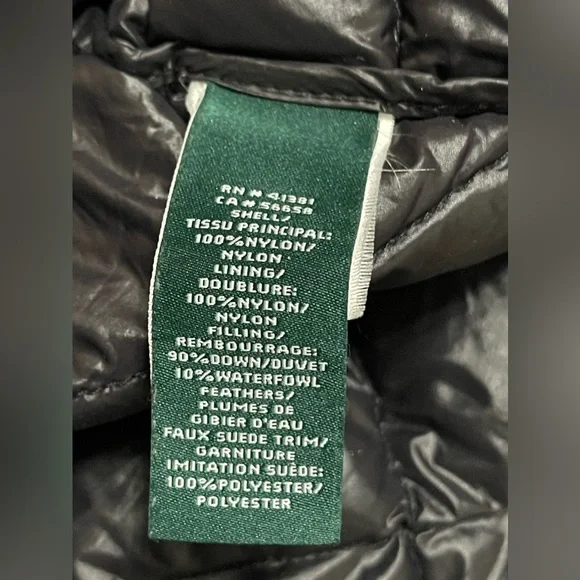 RN # 41381
CA # 56658
SHELL/
TISSU PRINCIPAL:
100%NYLON/
NYLON
LINING/
DOUBLURE:
100%NYLON/
NYLON
FILLING/
REMBOURRAGE:
90%DOWN/DUVET
10%WATERFOWL
FEATHERS/
PLUMES DE
GIBIER D'EAU
FAUX SUEDE TRIM/
GARNITURE
IMITATION SUÈDE:
100%POLYESTER/
POLYESTER